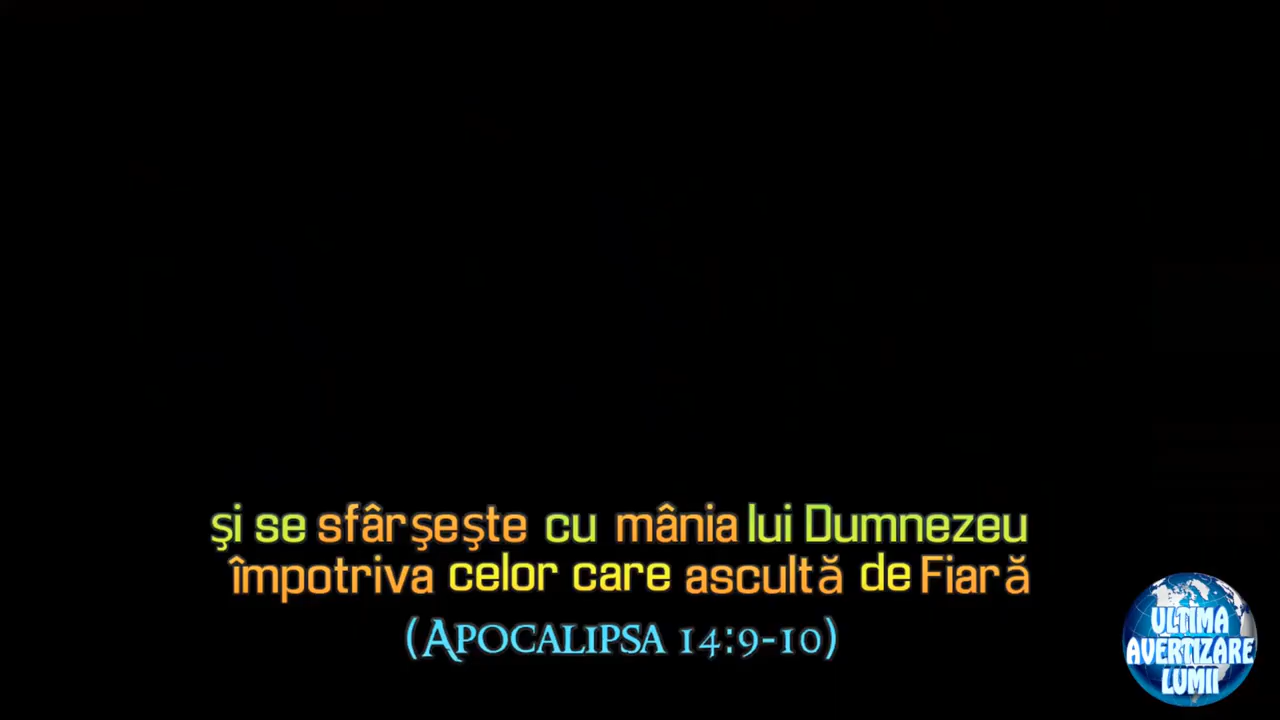 şi se sfârşeşte cu mânia lui Dumnezeu
împotriva celor care ascultă de Fiară
(Apocalipsa 14:9-10)
ULTIMA
AVERTIZARE
LUMII